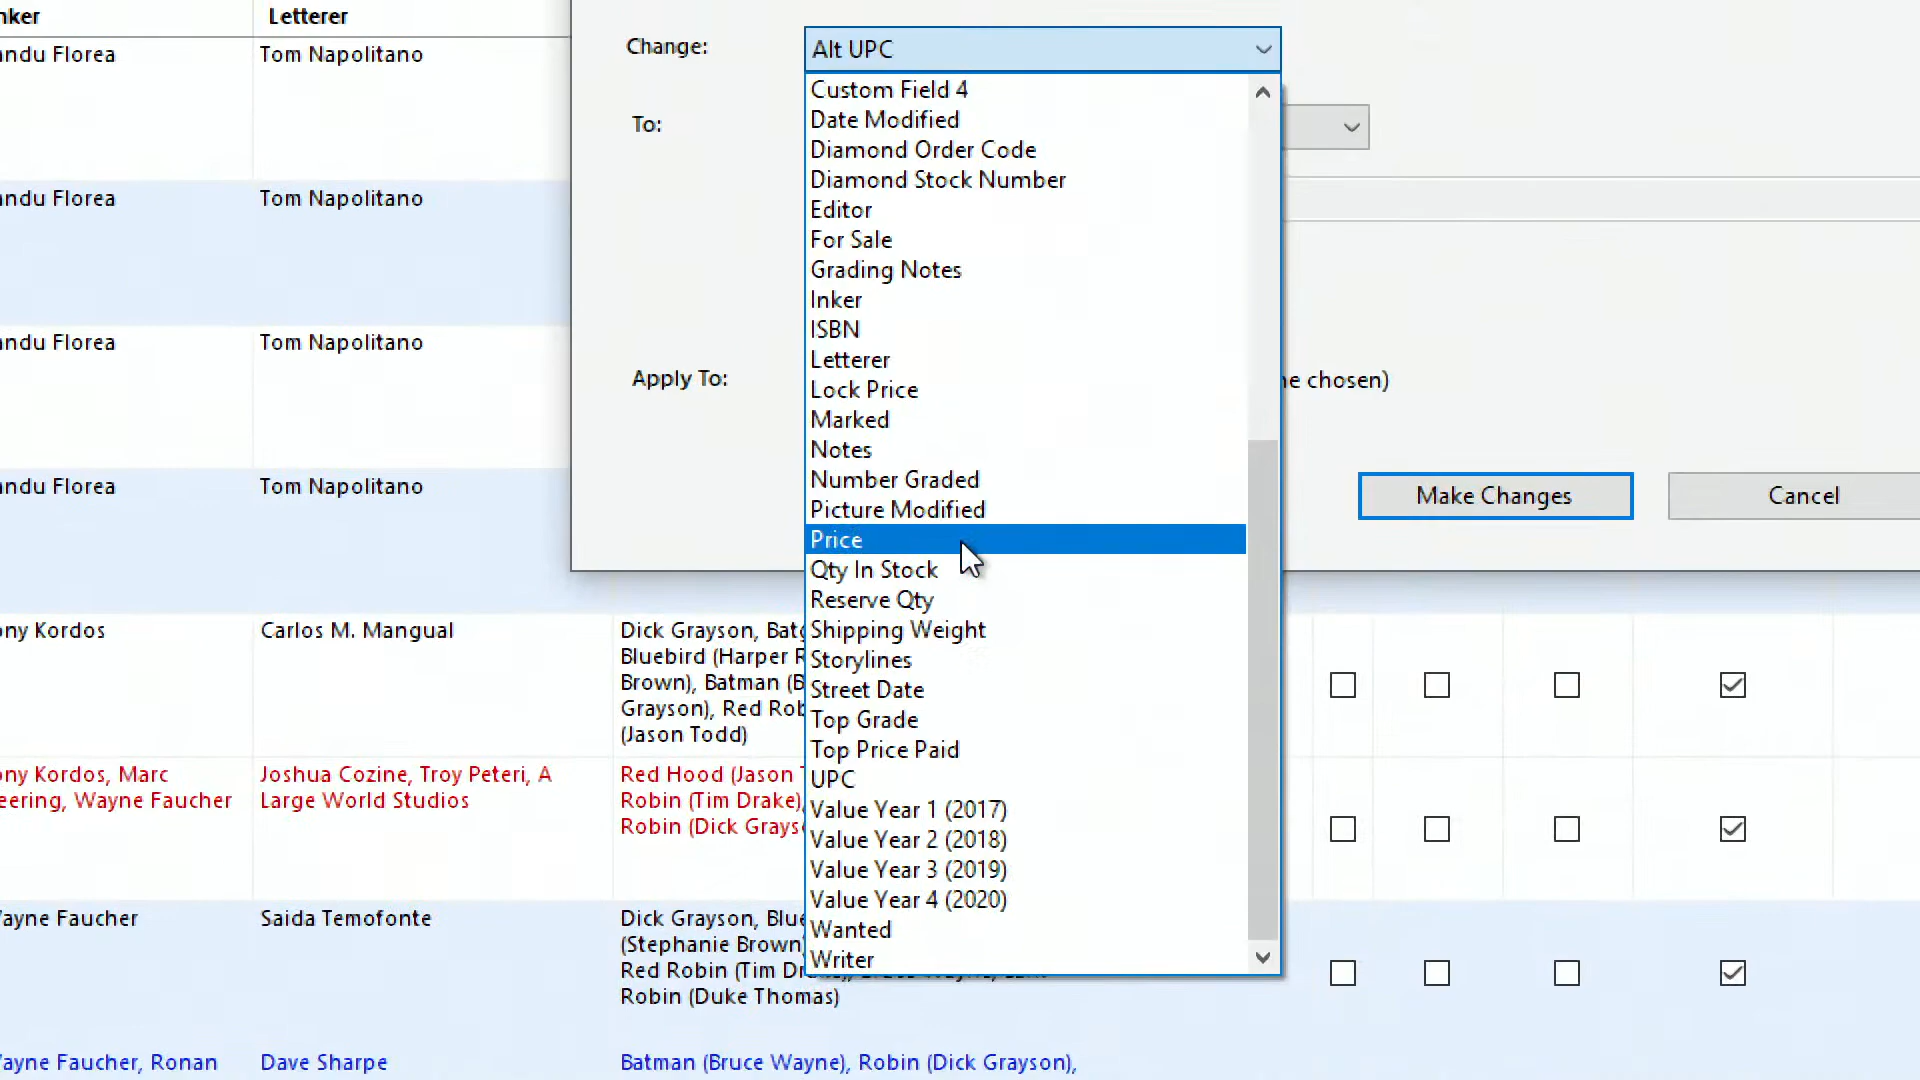 nker
Letterer
ndu Florea
Tom Napolitano
ndu Florea
Tom Napolitano
ndu Florea
Tom Napolitano
ndu Florea
Tom Napolitano
ny Kordos
Carlos M. Mangual
Dick Grayson, Batg
Bluebird (Harper R
Brown), Batman (B
Grayson), Red Rob
(Jason Todd)
ny Kordos, Marc
eering, Wayne Faucher
Joshua Cozine, Troy Peteri, A
Large World Studios
Red Hood (Jason T
Robin (Tim Drake),
Robin (Dick Grays
ayne Faucher
Saida Temofonte
Dick Grayson, Blue
(Stephanie Brown)
Red Robin (Tim Dr
Robin (Duke Thomas)
ayne Faucher, Ronan
Dave Sharpe
Batman (Bruce Wayne), Robin (Dick Grayson),
Change:
Alt UPC
To:
Custom Field 4
Date Modified
Diamond Order Code
Diamond Stock Number
Editor
For Sale
Grading Notes
Inker
ISBN
Letterer
Lock Price
Marked
Notes
Number Graded
Picture Modified
Price
Qty In Stock
Reserve Qty
Shipping Weight
Storylines
Street Date
Top Grade
Top Price Paid
UPC
Value Year 1 (2017)
Value Year 2 (2018)
Value Year 3 (2019)
Value Year 4 (2020)
Wanted
Writer
Apply To:
ne chosen)
Make Changes
Cancel